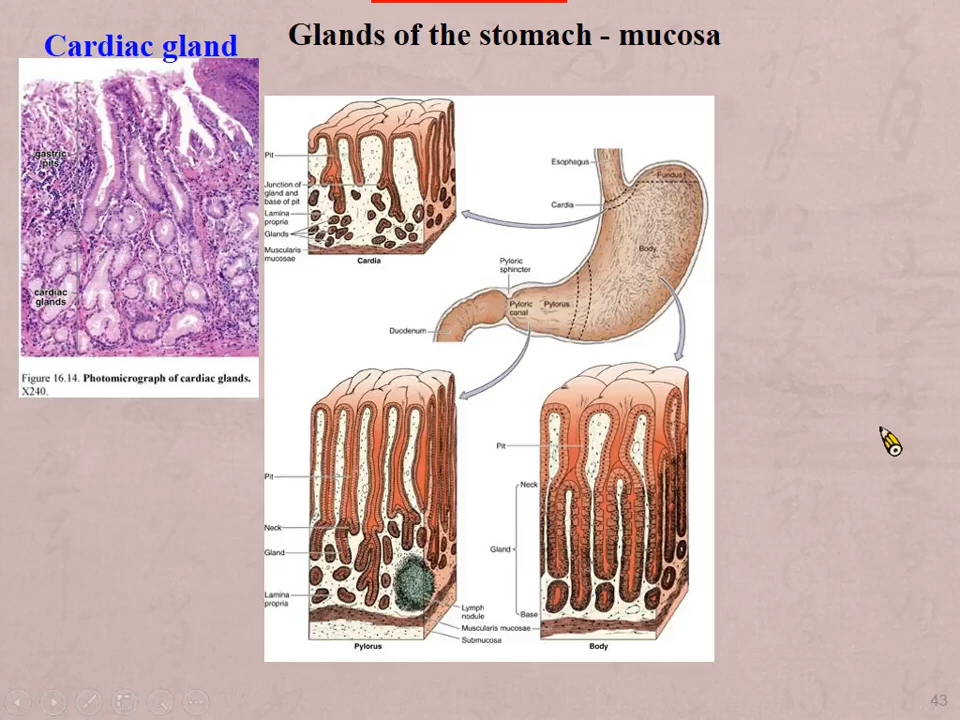 Glands of the stomach - mucosa
Cardiac gland
gastric
pits
cardiac
glands
Figure 16.14. Photomicrograph of cardiac glands.
X240.
Pit
Junction of
gland and
base of pit
Lamina
propria
Glands
Muscularis
mucosae
Cardia
Esophagus
Fundus
Cardia
Body
Pyloric
sphincter
Pyloric
canal
Pylorus
Duodenum
Pit
Neck
Gland
Lamina
propria
Lymph
nodule
Muscularis mucosae
Submucosa
Pylorus
Pit
Neck
Gland
Base
Body
43